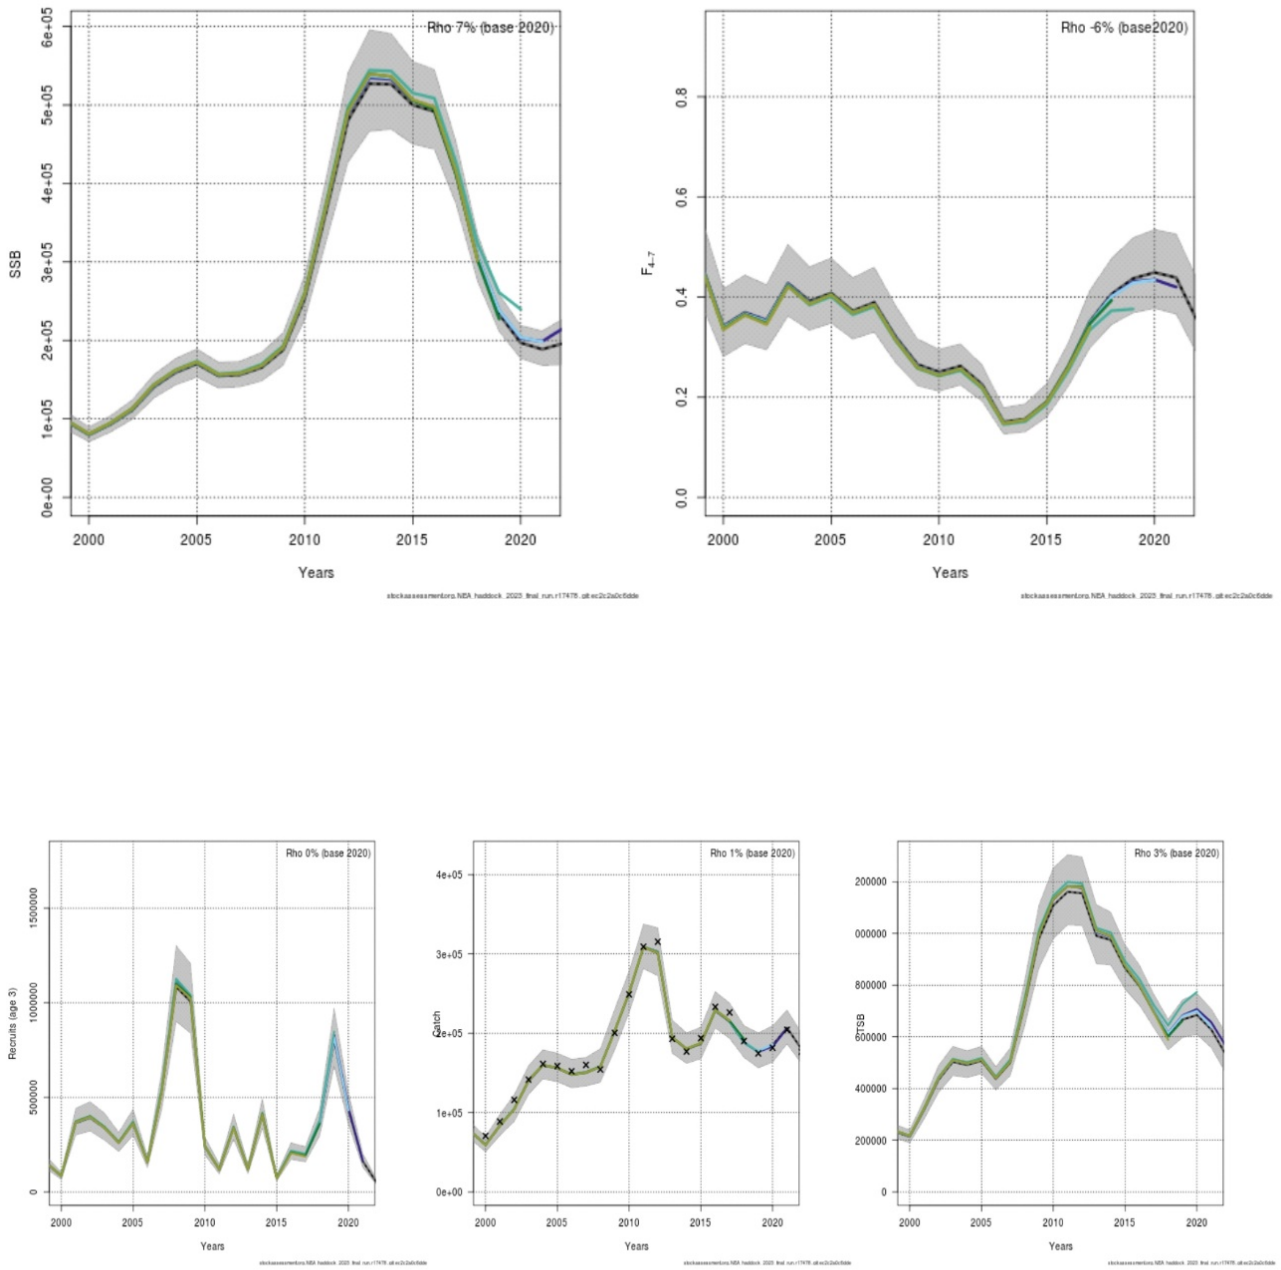 Rho 7% (base 2020)
SSB
6e+05
5e+05
4e+05
3e+05
2e+05
1e+05
0e+00
2000 2005 2010 2015 2020
Years
Rho -6% (base2020)
F4-7
0.8
0.6
0.4
0.2
0.0
2000 2005 2010 2015 2020
Years
Rho 0% (base 2020)
Recruits (age 3)
1500000
1000000
500000
0
2000 2005 2010 2015 2020
Years
Rho 1% (base 2020)
Catch
4e+05
3e+05
2e+05
1e+05
0e+00
2000 2005 2010 2015 2020
Years
Rho 3% (base 2020)
TSB
200000
000000
800000
600000
400000
200000
0
2000 2005 2010 2015 2020
Years